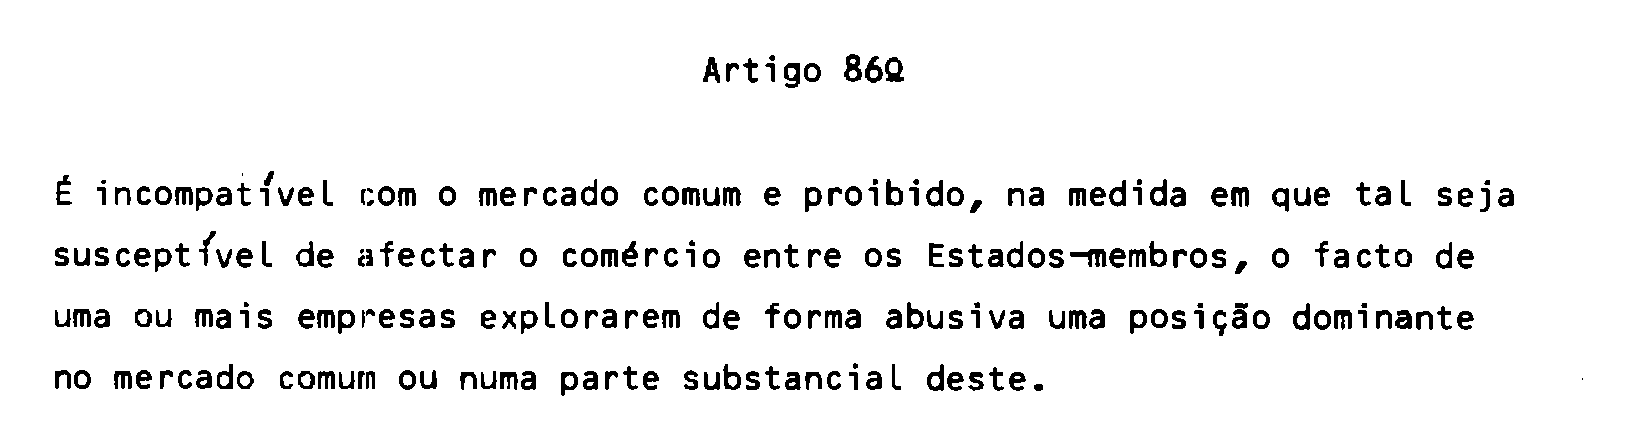 Artigo 86º
É incompatível com o mercado comum e proibido, na medida em que tal seja
susceptível de afectar o comércio entre os Estados-membros, o facto de
uma ou mais empresas explorarem de forma abusiva uma posição dominante
no mercado comum ou numa parte substancial deste.